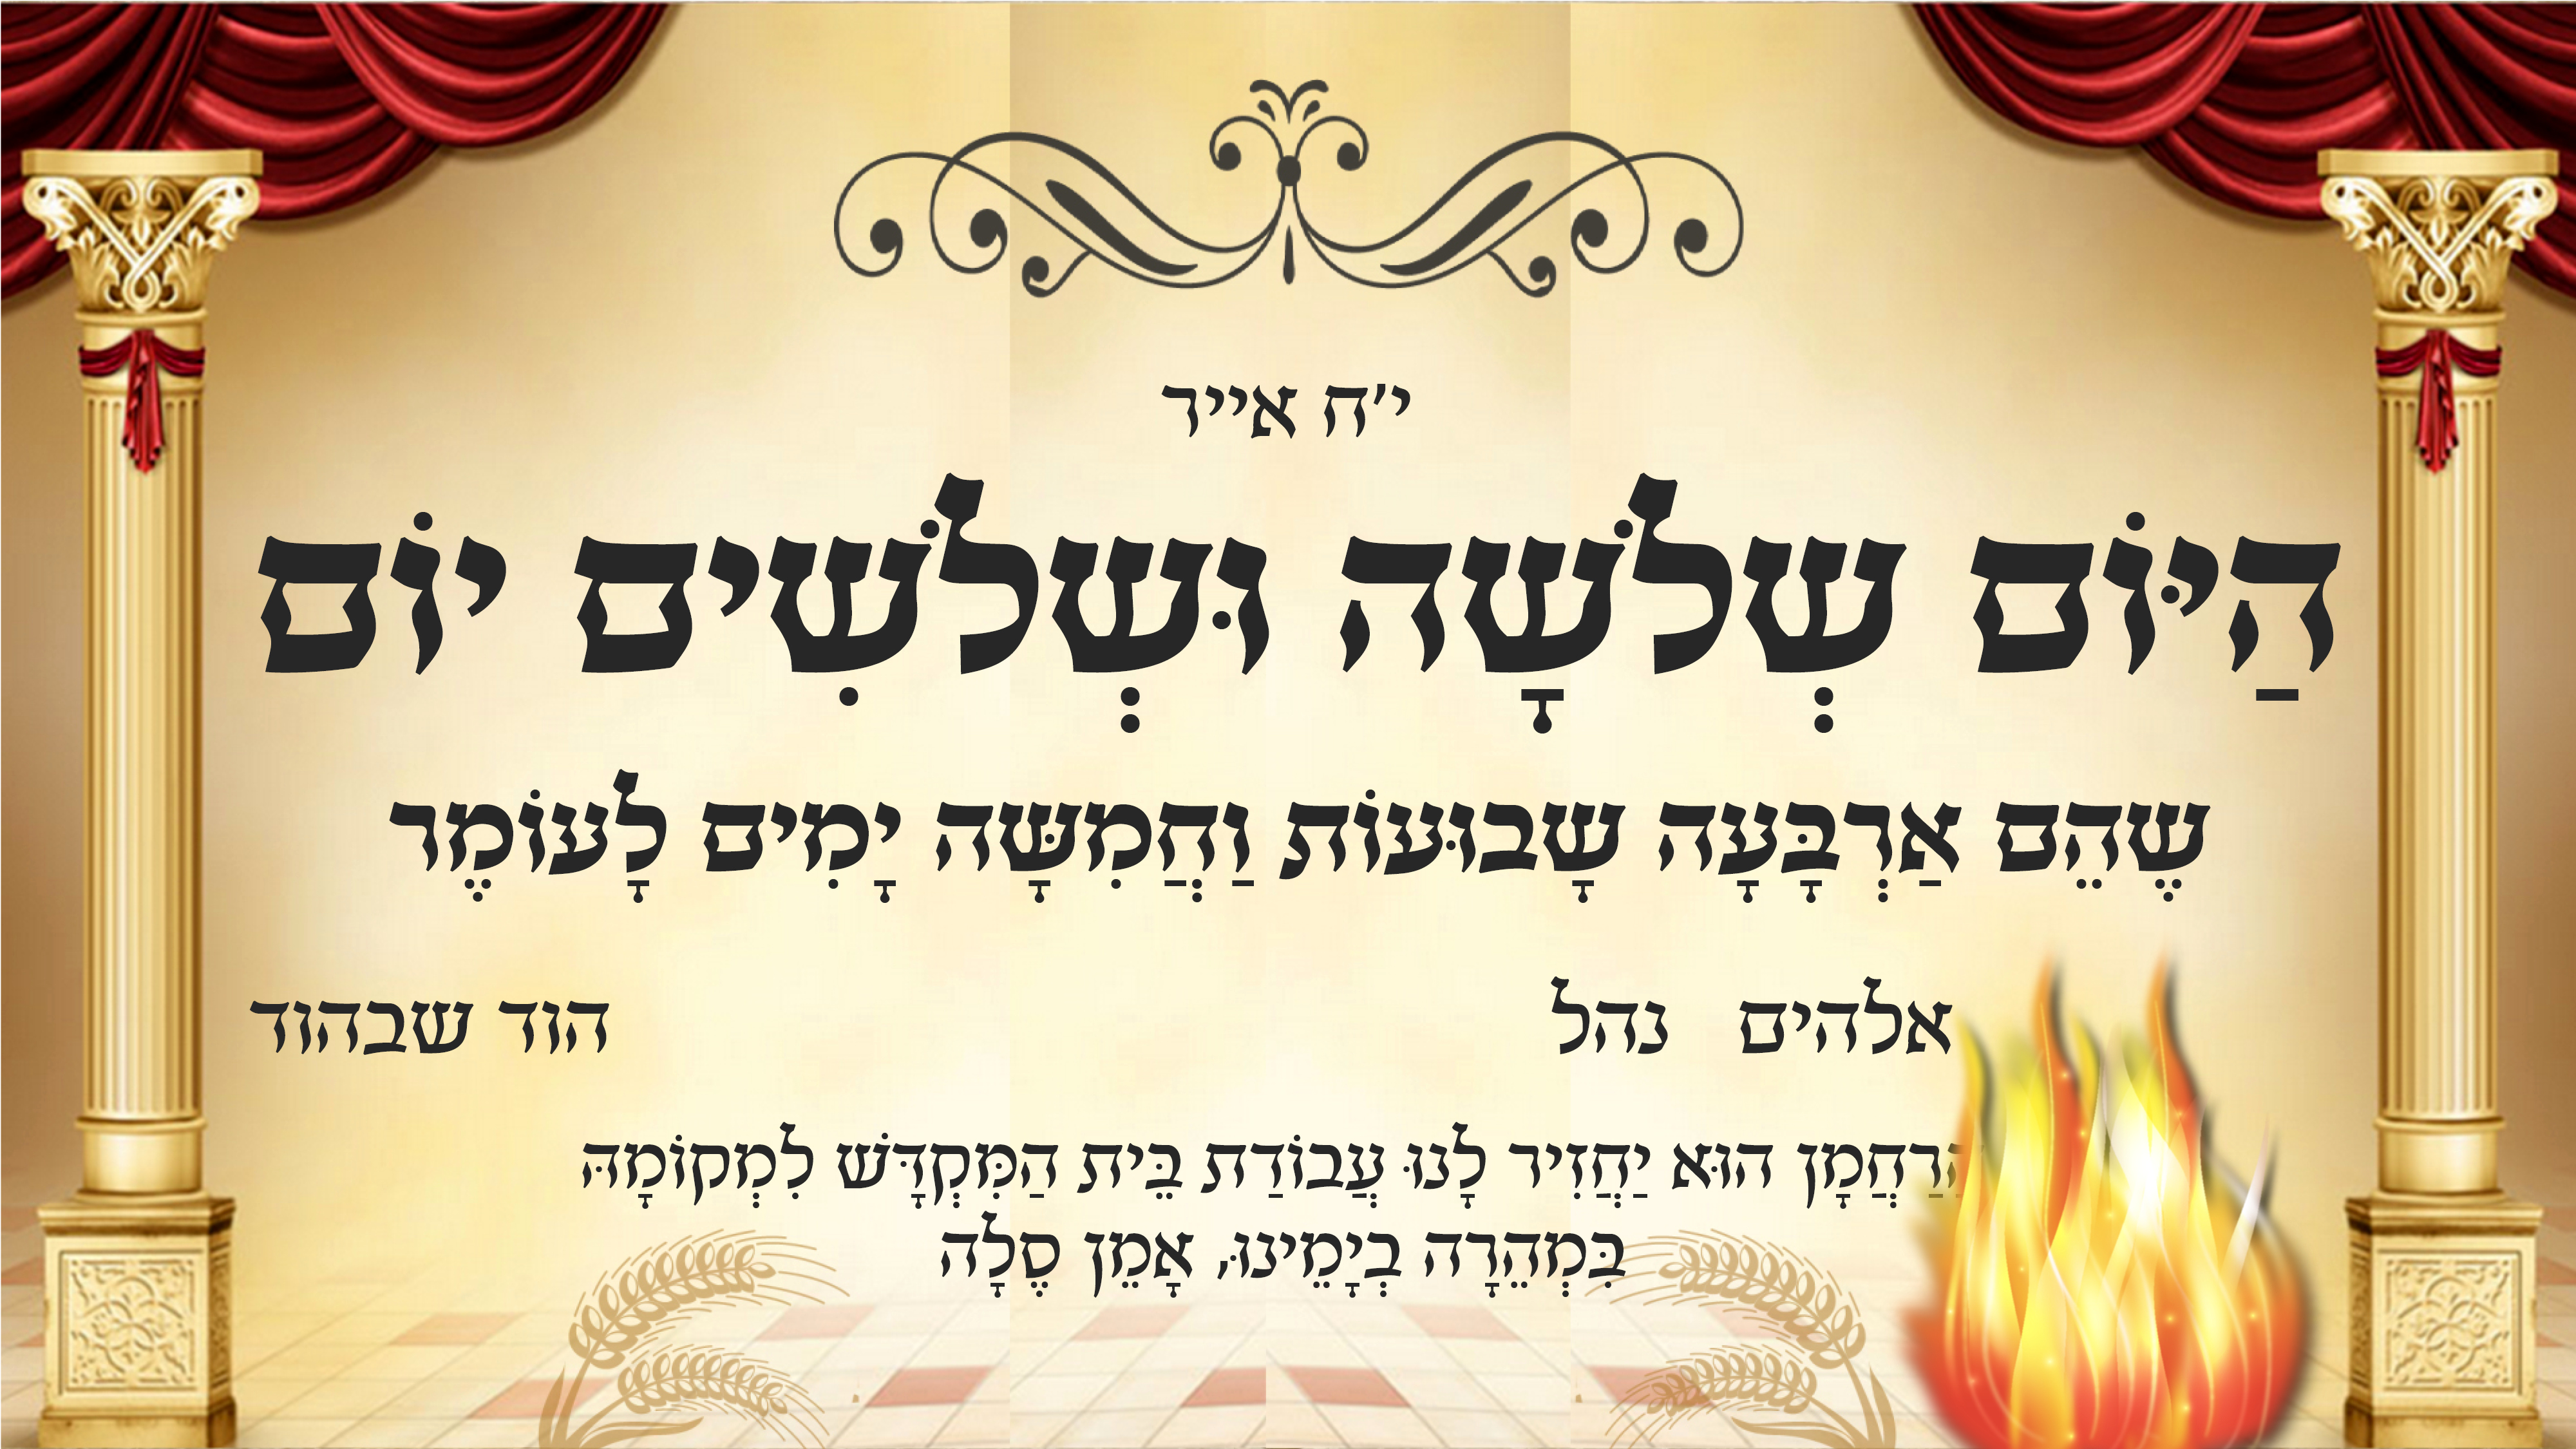 י'ח אייר
הַיּוֹם שְׁלֹשָׁה וּשְׁלֹשִׁים יוֹם
שֶׁהֵם אַרְבָּעָה שָׁבוּעוֹת וַחֲמִשָּׁה יָמִים לָעוֹמֶר
אלהים נהל הוד שבהוד
הָרַחֲמָן הוּא יַחֲזִיר לָנוּ עֲבוֹדַת בֵּית הַמִּקְדָּשׁ לִמְקוֹמָהּ
בִּמְהֵרָה בְיָמֵינוּ, אָמֵן סֶלָה